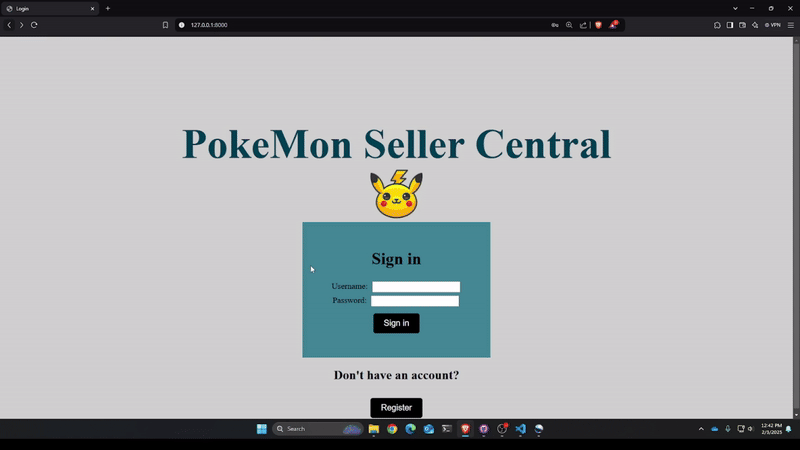 Login
127.0.0.1:6000
VPN
PokeMon Seller Central
Sign in
Username:
Password:
Sign in
Don't have an account?
Register
Search
12:42 PM
2/5/2025